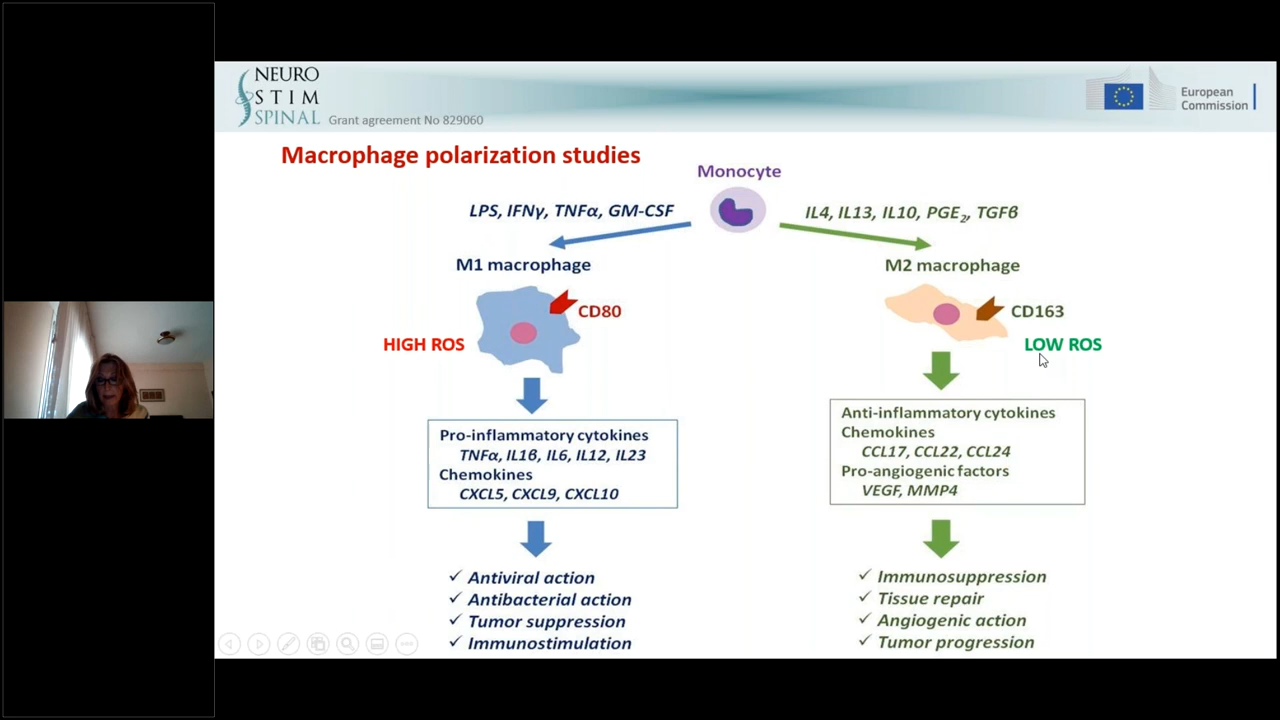 NEURO
STIM
SPINAL
Grant agreement No 829060
European
Commission
Macrophage polarization studies
Monocyte
LPS, IFNγ, TNFα, GM-CSF
IL4, IL13, IL10, PGE2, TGFβ
M1 macrophage
M2 macrophage
CD80
CD163
HIGH ROS
LOW ROS
Pro-inflammatory cytokines
TNFα, IL1β, IL6, IL12, IL23
Chemokines
CXCL5, CXCL9, CXCL10
Anti-inflammatory cytokines
Chemokines
CCL17, CCL22, CCL24
Pro-angiogenic factors
VEGF, MMP4
✓ Antiviral action
✓ Antibacterial action
✓ Tumor suppression
✓ Immunostimulation
✓ Immunosuppression
✓ Tissue repair
✓ Angiogenic action
✓ Tumor progression